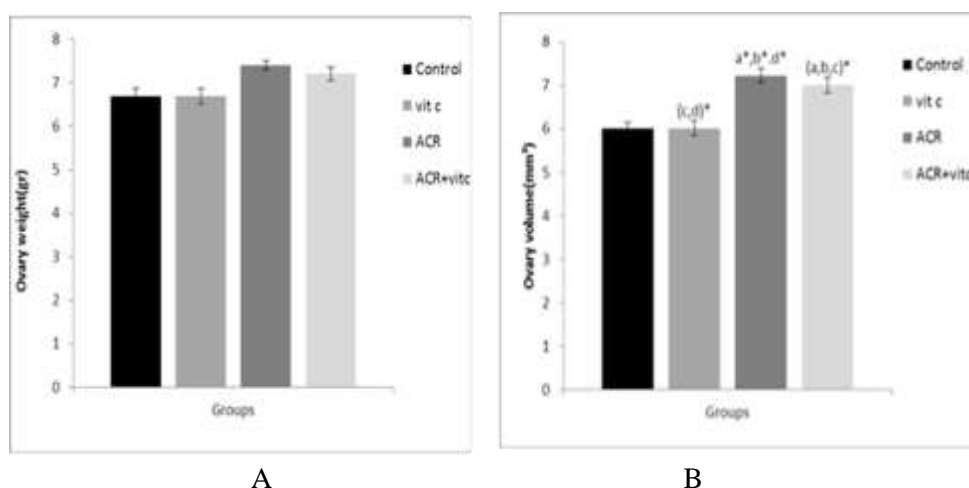 8
7
6
5
4
3
2
1
0
Ovary weight(gr)
Groups
Control
vit c
ACR
ACR+vitc
A
8
7
6
5
4
3
2
1
0
Ovary volume(mm³)
(c,d)*
a*,b*.d*
(a,b,c)*
Groups
Control
vit c
ACR
ACR+vitc
B